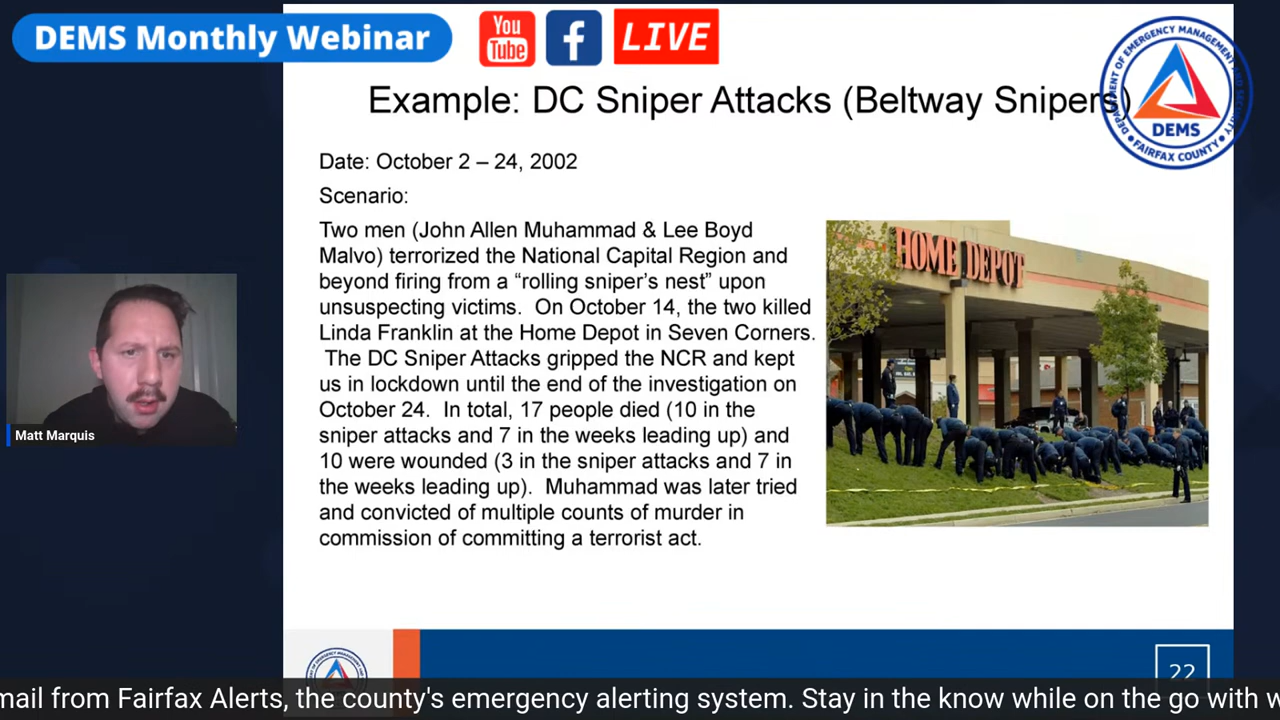 DEMS Monthly Webinar
You
Tube
f
LIVE
DEPARTMENT OF EMERGENCY MANAGEMENT AND SECURITY
DEMS
FAIRFAX COUNTY
Example: DC Sniper Attacks (Beltway Snipers)
Date: October 2 – 24, 2002
Scenario:
Two men (John Allen Muhammad & Lee Boyd
Malvo) terrorized the National Capital Region and
beyond firing from a “rolling sniper’s nest” upon
unsuspecting victims.  On October 14, the two killed
Linda Franklin at the Home Depot in Seven Corners.
The DC Sniper Attacks gripped the NCR and kept
us in lockdown until the end of the investigation on
October 24.  In total, 17 people died (10 in the
sniper attacks and 7 in the weeks leading up) and
10 were wounded (3 in the sniper attacks and 7 in
the weeks leading up).  Muhammad was later tried
and convicted of multiple counts of murder in
commission of committing a terrorist act.
HOME DEPOT
Matt Marquis
22
mail from Fairfax Alerts, the county's emergency alerting system. Stay in the know while on the go with w